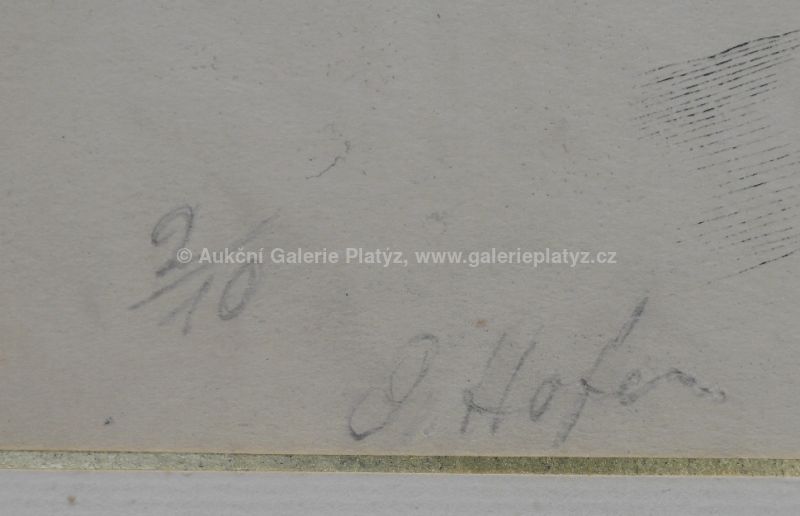 2/10
© Aukční Galerie Platýz, www.galerieplatyz.cz
O. Hofer